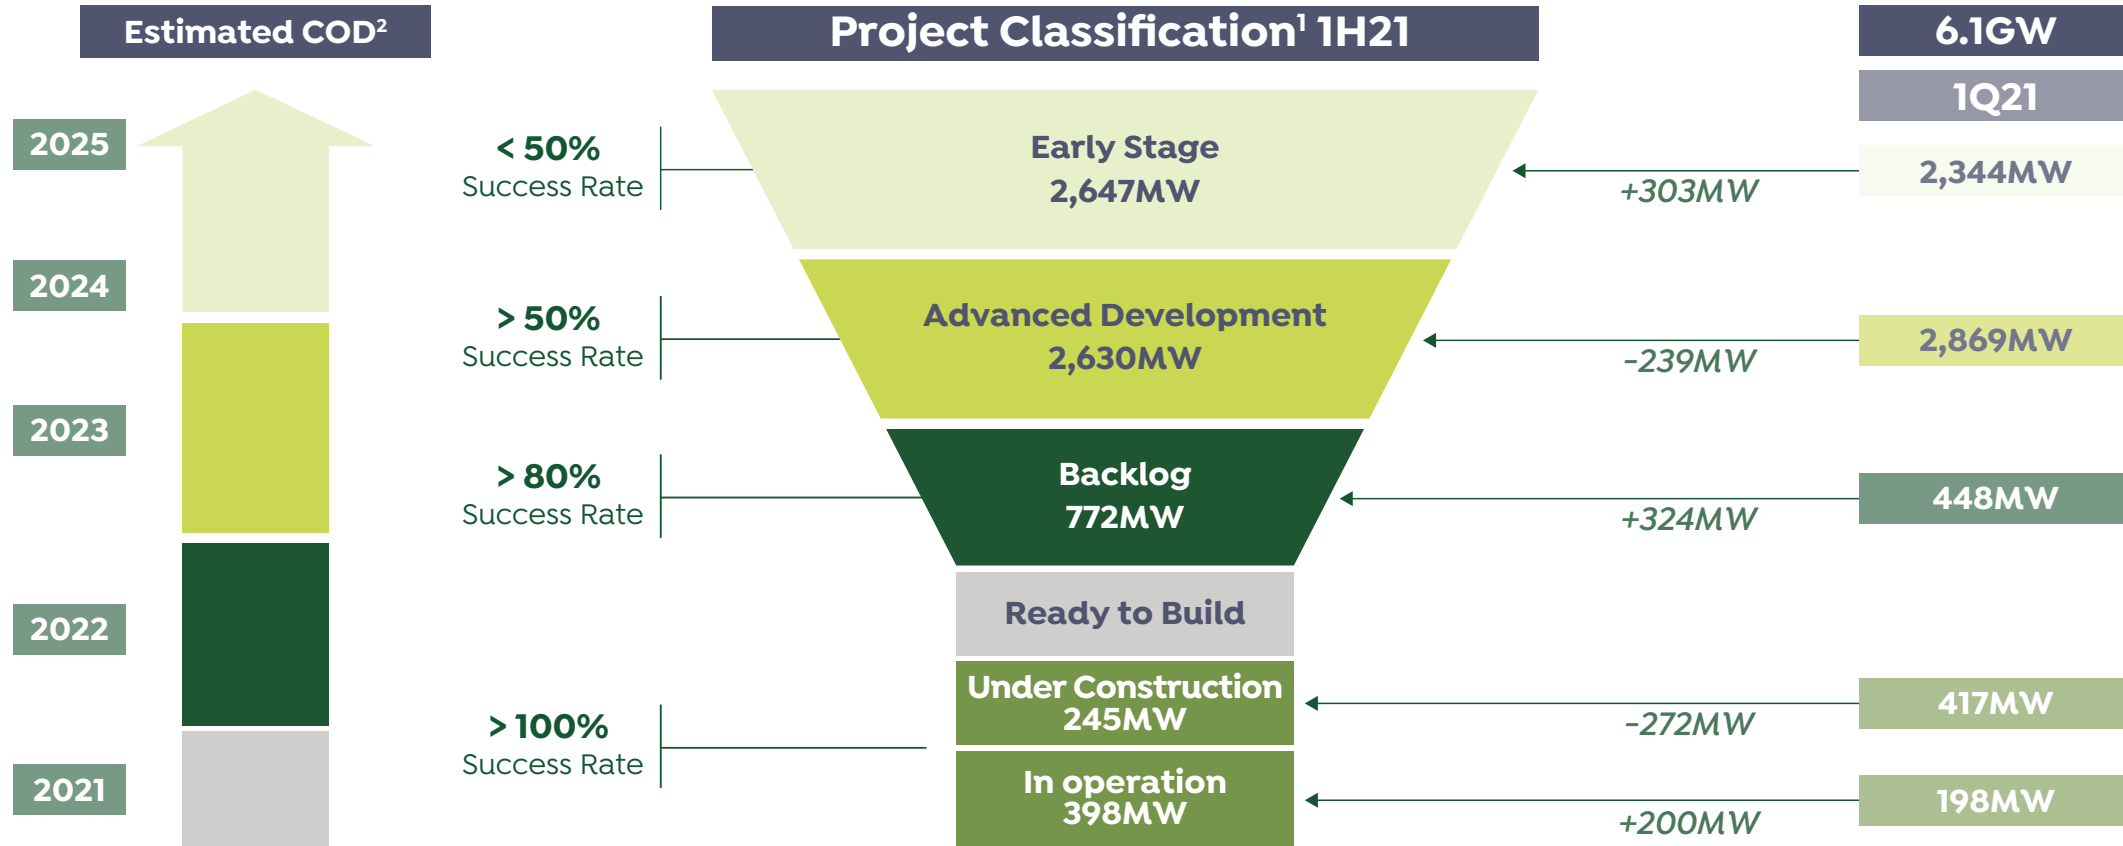 Estimated COD²
Project Classification¹ 1H21
6.1GW
1Q21
2025
< 50%
Success Rate
Early Stage
2,647MW
+303MW
2,344MW
2024
> 50%
Success Rate
Advanced Development
2,630MW
-239MW
2,869MW
2023
> 80%
Success Rate
Backlog
772MW
+324MW
448MW
2022
Ready to Build
> 100%
Success Rate
Under Construction
245MW
-272MW
417MW
2021
In operation
398MW
+200MW
198MW